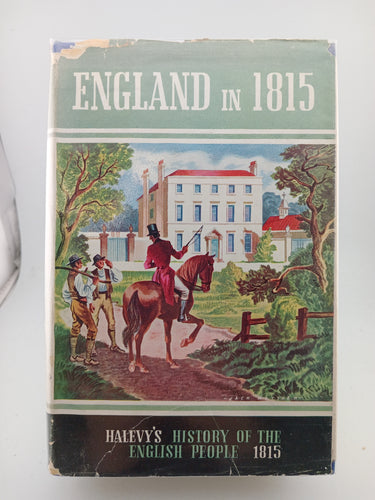 ENGLAND IN 1815
HALEVY'S HISTORY OF THE
ENGLISH PEOPLE 1815